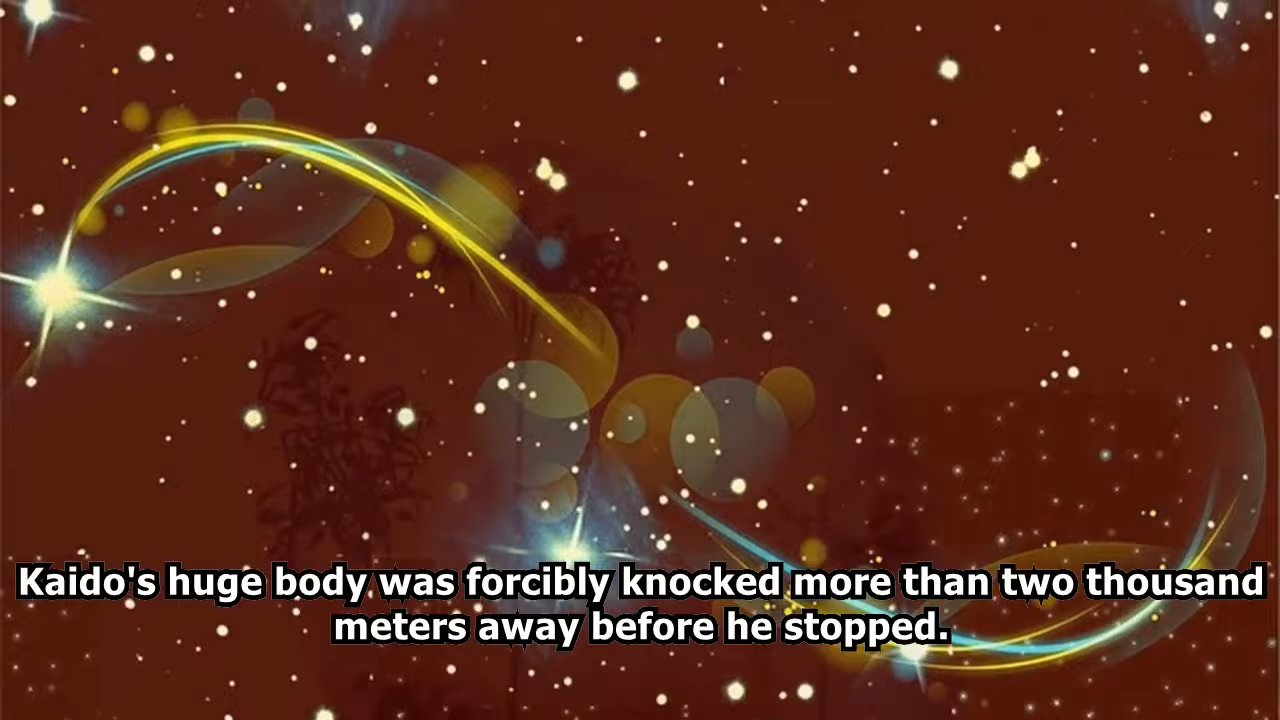 Kaido's huge body was forcibly knocked more than two thousand
meters away before he stopped.